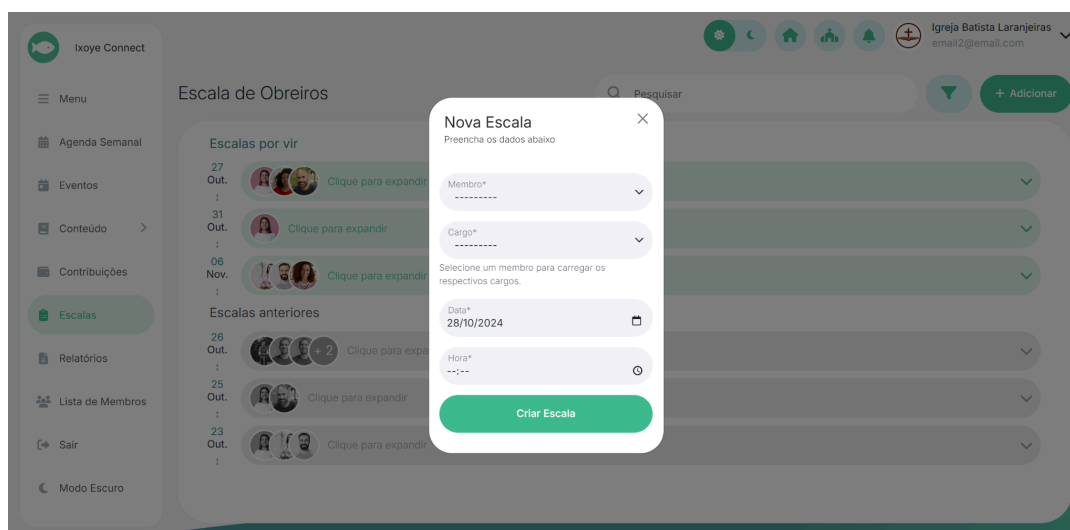 Ixoye Connect
Igreja Batista Laranjeiras
email2@email.com
Menu
Agenda Semanal
Eventos
Conteúdo
Contribuições
Escalas
Relatórios
Lista de Membros
Sair
Modo Escuro
Escala de Obreiros
Pesquisar
+ Adicionar
Escalas por vir
27
Out.
Clique para expandir
31
Out.
Clique para expandir
06
Nov.
Clique para expandir
Escalas anteriores
26
Out.
+ 2
Clique para expa
25
Out.
Clique para expandir
23
Out.
Clique para expandir
Nova Escala
Preencha os dados abaixo
Membro*
---------
Cargo*
---------
Selecione um membro para carregar os
respectivos cargos.
Data*
28/10/2024
Hora*
--:--
Criar Escala